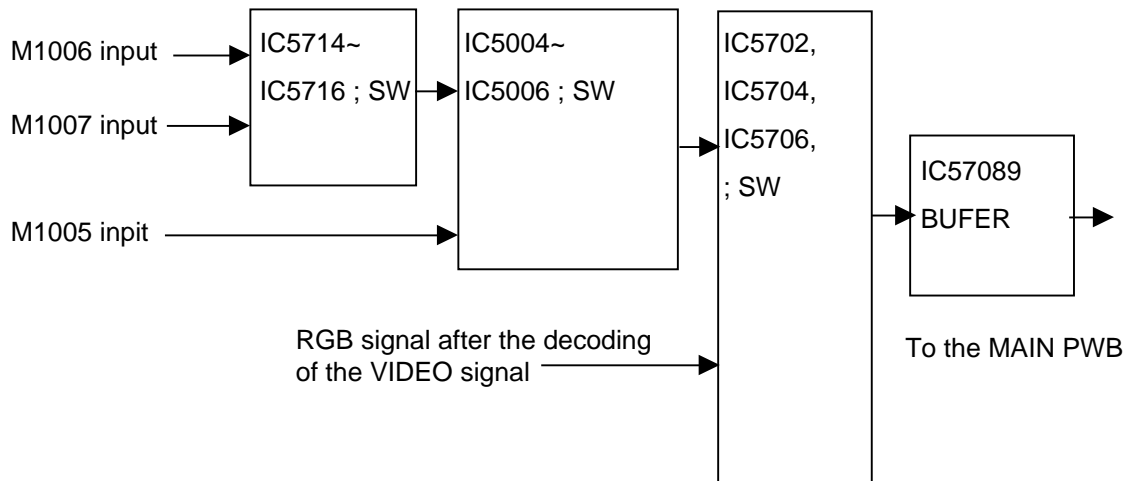 M1006 input
M1007 input
M1005 inpit
IC5714~
IC5716 ; SW
IC5004~
IC5006 ; SW
IC5702,
IC5704,
IC5706,
; SW
IC57089
BUFER
RGB signal after the decoding
of the VIDEO signal
To the MAIN PWB